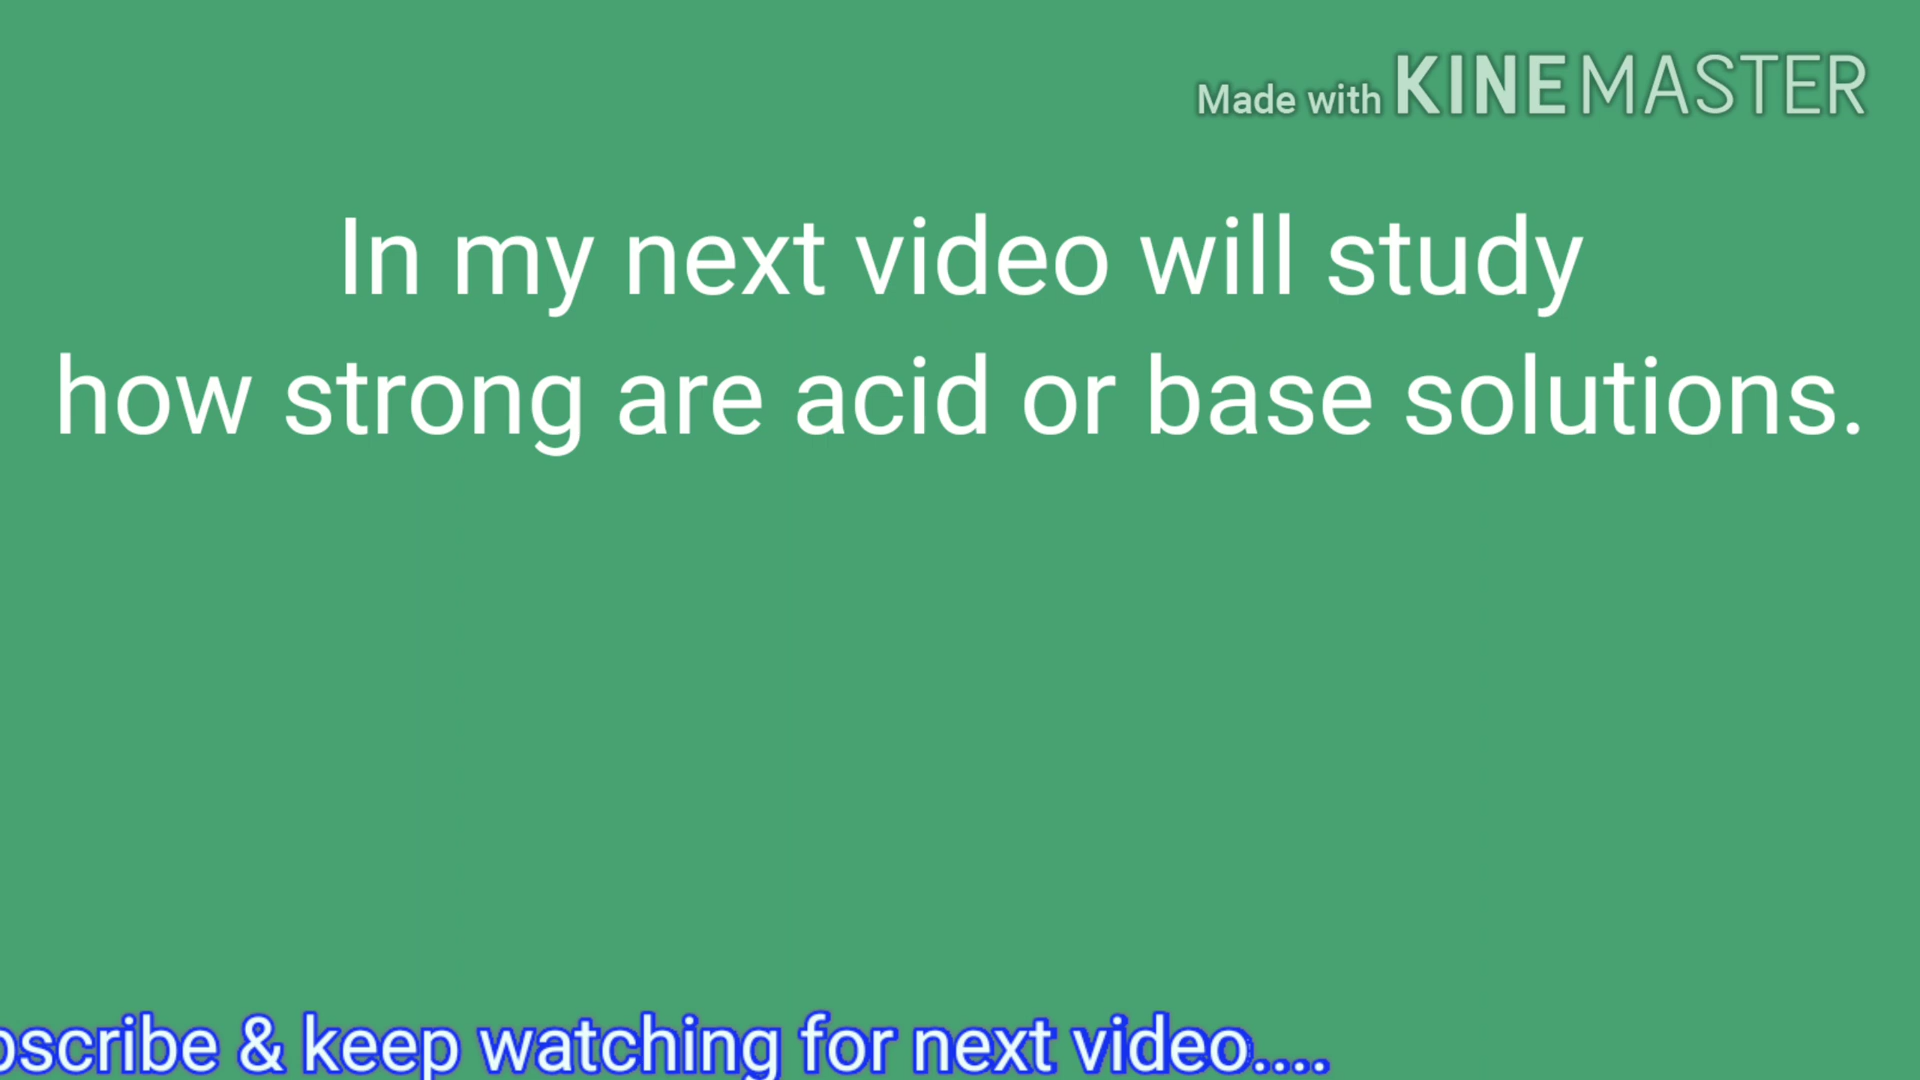 Made with KINEMASTER
In my next video will study
how strong are acid or base solutions.
& keep watching for next video....